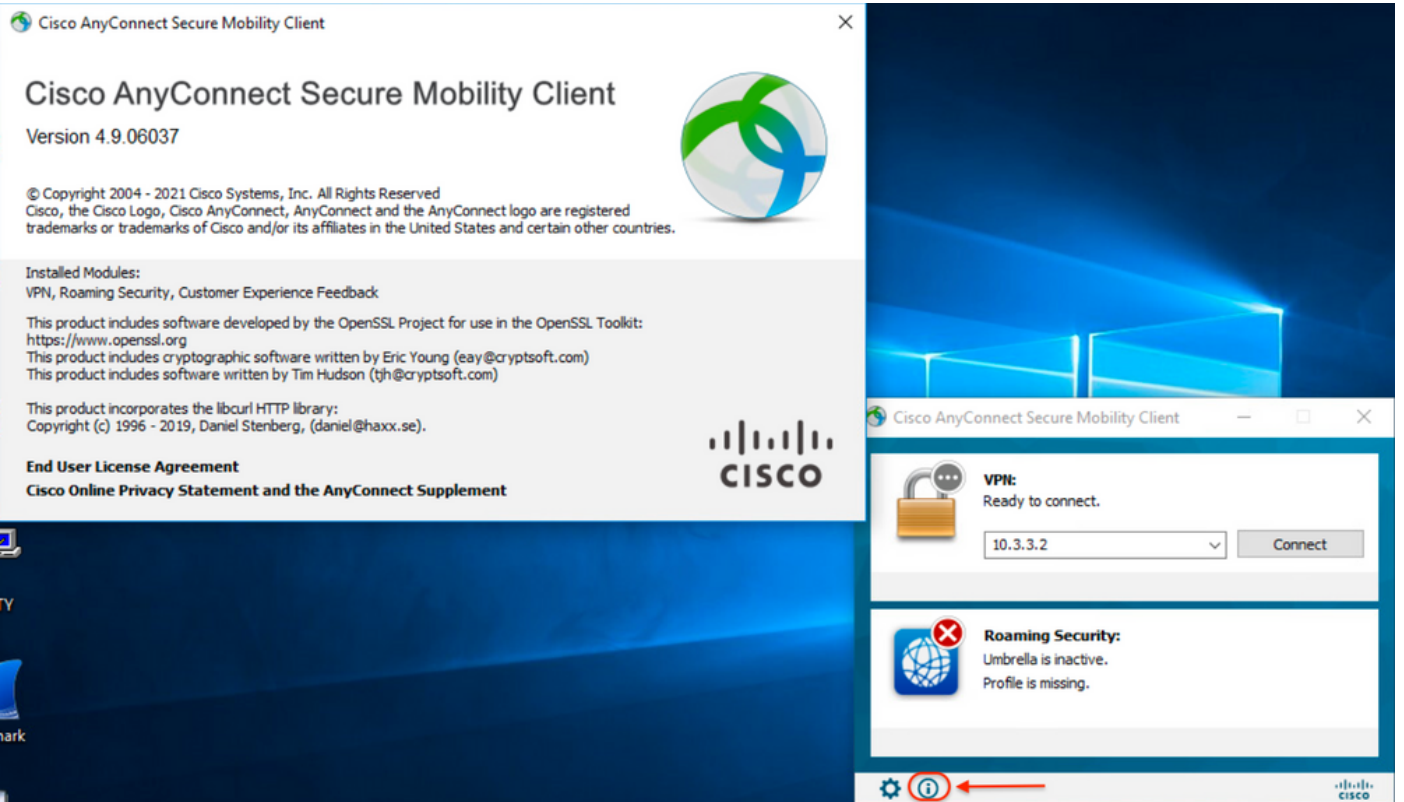 Cisco AnyConnect Secure Mobility Client
Cisco AnyConnect Secure Mobility Client
Version 4.9.06037
© Copyright 2004 - 2021 Cisco Systems, Inc. All Rights Reserved
Cisco, the Cisco Logo, Cisco AnyConnect, AnyConnect and the AnyConnect logo are registered
trademarks or trademarks of Cisco and/or its affiliates in the United States and certain other countries.
Installed Modules:
VPN, Roaming Security, Customer Experience Feedback
This product includes software developed by the OpenSSL Project for use in the OpenSSL Toolkit:
https://www.openssl.org
This product includes cryptographic software written by Eric Young (eay@cryptsoft.com)
This product includes software written by Tim Hudson (tjh@cryptsoft.com)
This product incorporates the libcurl HTTP library:
Copyright (c) 1996 - 2019, Daniel Stenberg, (daniel@haxx.se).
End User License Agreement
Cisco Online Privacy Statement and the AnyConnect Supplement
CISCO
TY
hark
Cisco AnyConnect Secure Mobility Client
VPN:
Ready to connect.
10.3.3.2
Connect
Roaming Security:
Umbrella is inactive.
Profile is missing.
CISCO